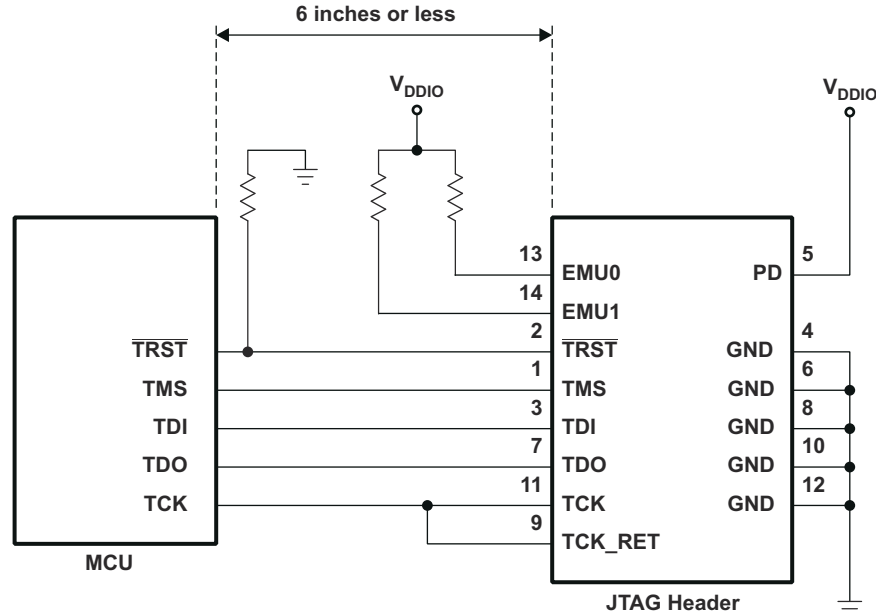 6 inches or less
VDDIO
VDDIO
13
EMU0
PD
5
14
EMU1
TRST
2
TRST
GND
4
TMS
1
TMS
GND
6
TDI
3
TDI
GND
8
TDO
7
TDO
GND
10
TCK
11
TCK
GND
12
9
TCK_RET
MCU
JTAG Header